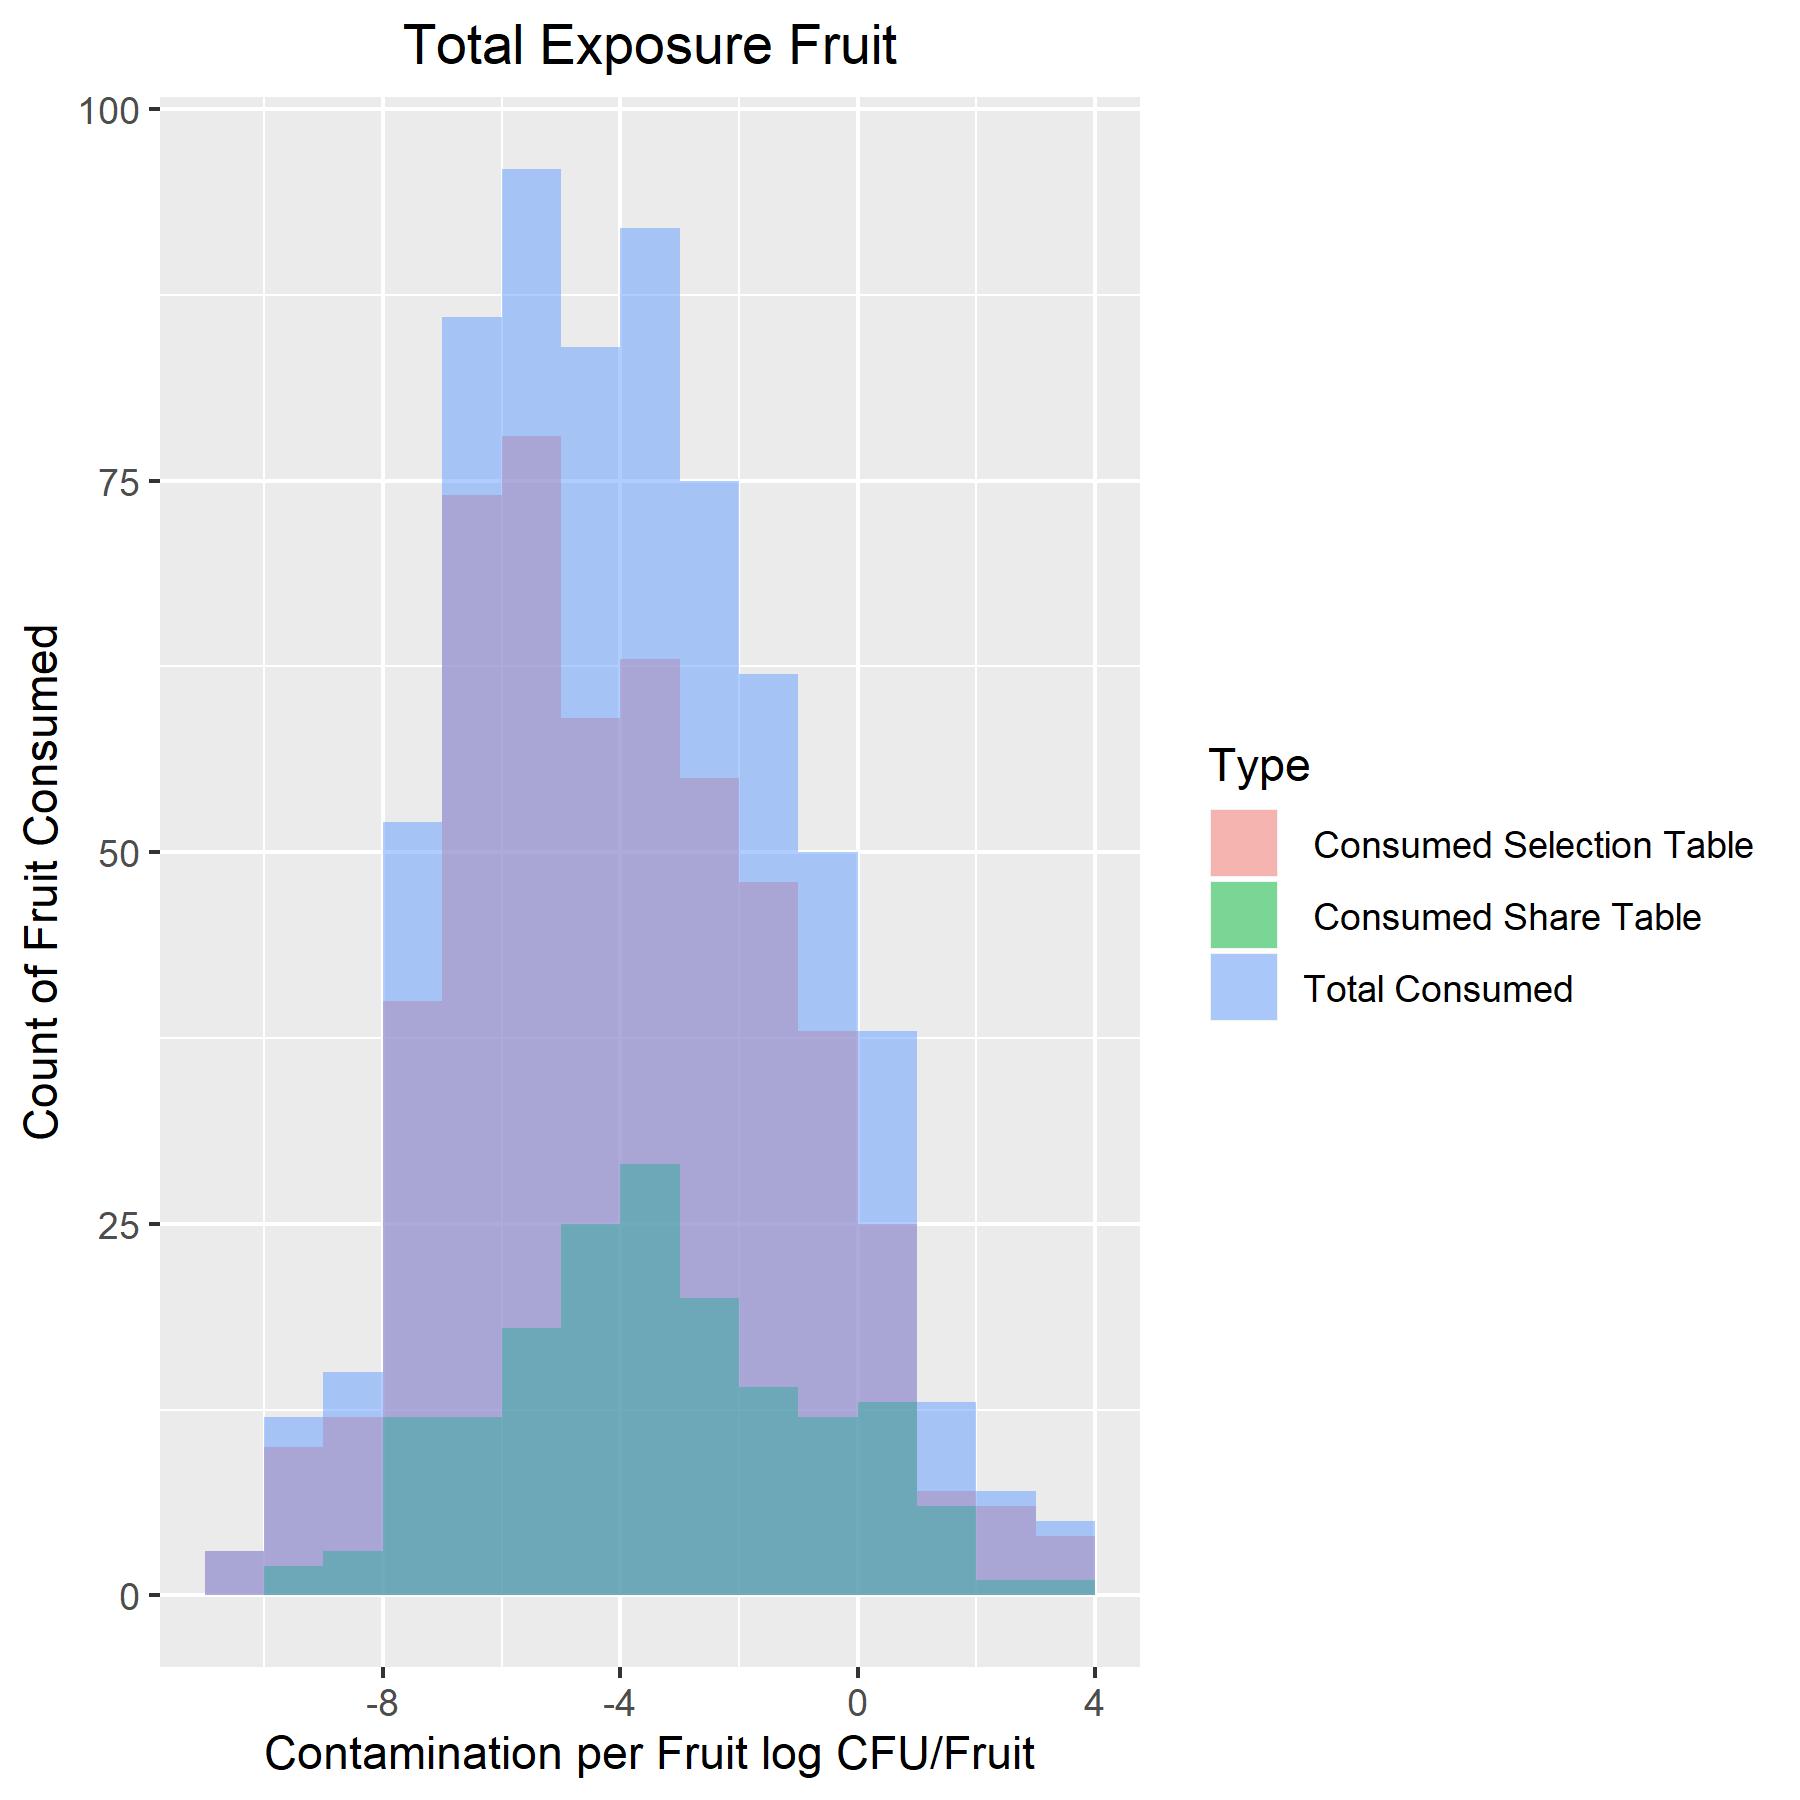 Total Exposure Fruit
100
75
50
25
0
Count of Fruit Consumed
-8
-4
0
4
Contamination per Fruit log CFU/Fruit
Type
Consumed Selection Table
Consumed Share Table
Total Consumed